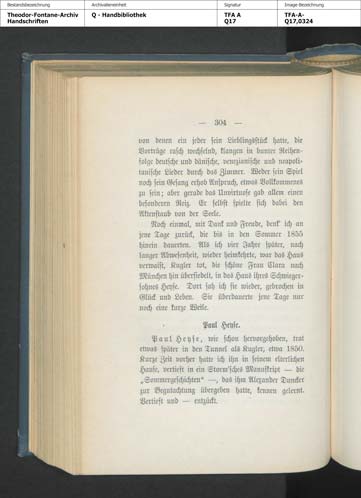 Bestandsbezeichnung
Theodor-Fontane-Archiv
Handschriften
Archivalieneinheit
Q - Handbibliothek
Signatur
TFA A
Q17
Image Bezeichnung
TFA-A-
Q17,0324
— 304 —
von denen ein jeder sein Lieblingsstück hatte, die
Vorträge rasch wechselnd, klangen in bunter Reihen-
folge deutsche und dänische, venezianische und neapoli-
tanische Lieder durch das Zimmer. Weder sein Spiel
noch sein Gesang erhob Anspruch, etwas Vollkommenes
zu sein; aber gerade das Unvirtuose gab allem einen
besonderen Reiz. Er selbst spielte sich dabei den
Aktenstaub von der Seele.
Noch einmal, mit Dank und Freude, denk' ich an
jene Tage zurück, die bis in den Sommer 1855
hinein dauerten. Als ich vier Jahre später, nach
langer Abwesenheit, wieder heimkehrte, war das Haus
verwaist, Kugler tot, die schöne Frau Clara nach
München hin übersiedelt, in das Haus ihres Schwieger-
sohnes Heyse. Dort sah ich sie wieder, gebrochen in
Glück und Leben. Sie überdauerte jene Tage nur
noch eine kurze Weile.
Paul Heyse.
Paul Heyse, wie schon hervorgehoben, trat
etwas später in den Tunnel als Kugler, etwa 1850.
Kurze Zeit vorher hatte ich ihn in seinem elterlichen
Hause, vertieft in ein Storm'sches Manuskript — die
„Sommergeschichten“ —, das ihm Alexander Duncker
zur Begutachtung übergeben hatte, kennen gelernt.
Vertieft und — entzückt.